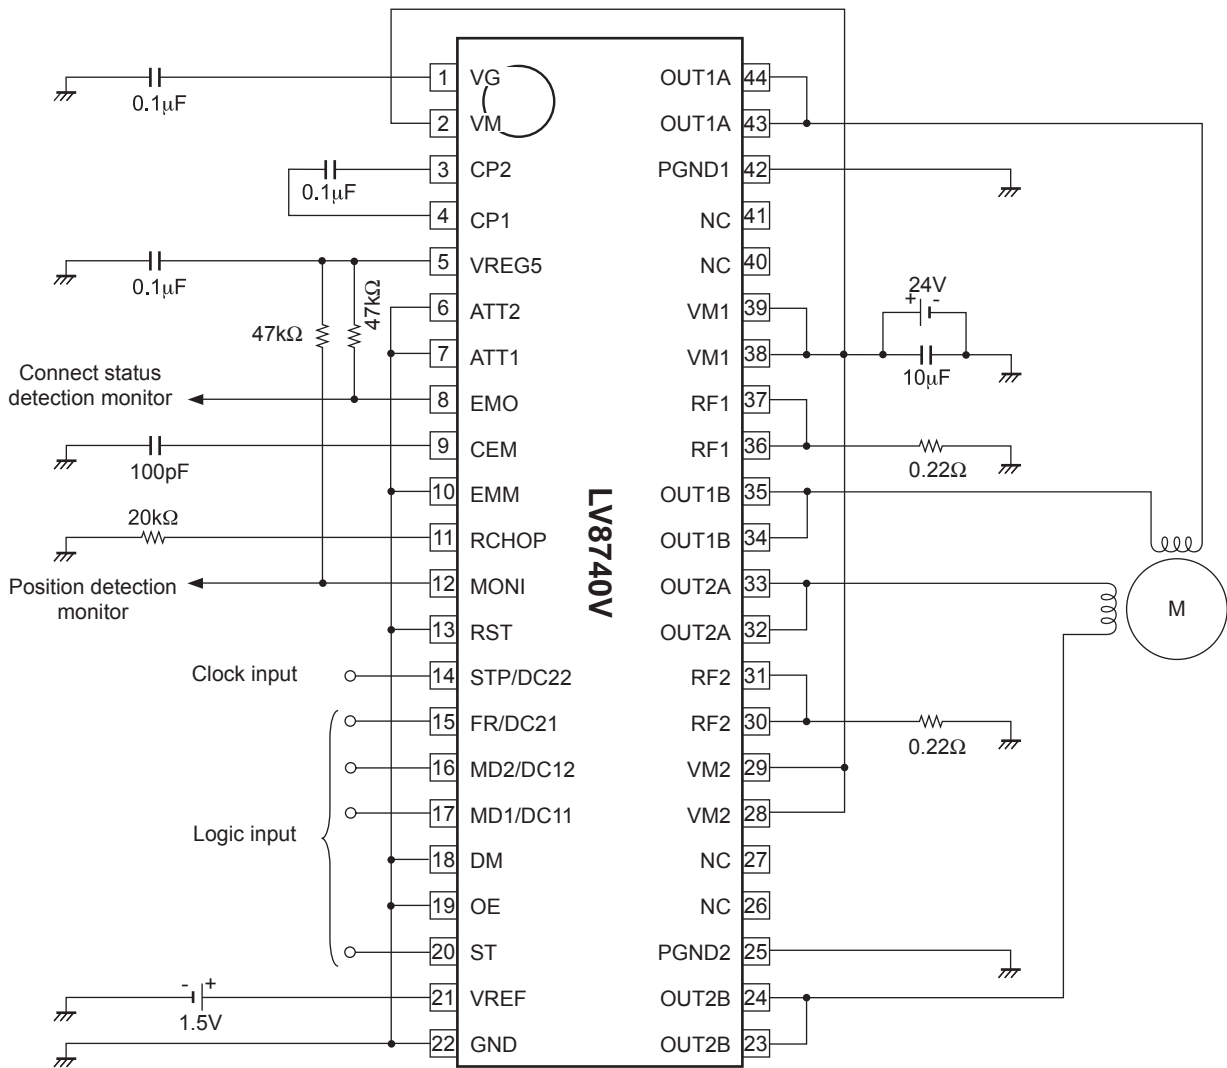 1 VG OUT1A 44
0.1µF
2 VM OUT1A 43
3 CP2 PGND1 42
0.1µF
4 CP1 NC 41
5 VREG5 NC 40
0.1µF
47kΩ
47kΩ
24V
+ -
6 ATT2 VM1 39
7 ATT1 VM1 38
10µF
Connect status
detection monitor
8 EMO RF1 37
9 CEM RF1 36
100pF
0.22Ω
10 EMM OUT1B 35
20kΩ
11 RCHOP OUT1B 34
LV8740V
Position detection
monitor
12 MONI OUT2A 33
M
13 RST OUT2A 32
Clock input
14 STP/DC22 RF2 31
15 FR/DC21 RF2 30
0.22Ω
16 MD2/DC12 VM2 29
17 MD1/DC11 VM2 28
Logic input
18 DM NC 27
19 OE NC 26
20 ST PGND2 25
- +
21 VREF OUT2B 24
1.5V
22 GND OUT2B 23